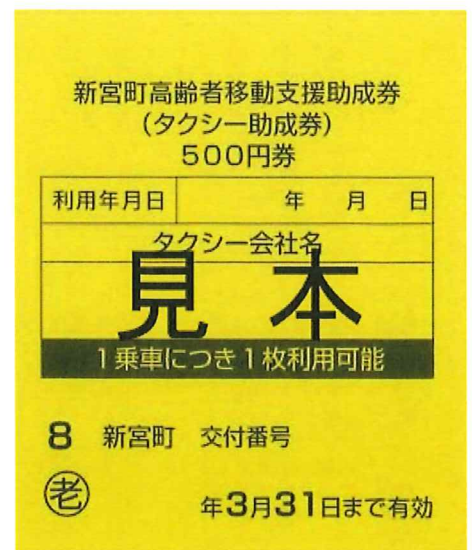 新宮町高齢者移動支援助成券
(タクシー助成券)
500円券
利用年月日 年 月 日
タクシー会社名
見本
1乗車につき1枚利用可能
8 新宮町 交付番号
老 年3月31日まで有効